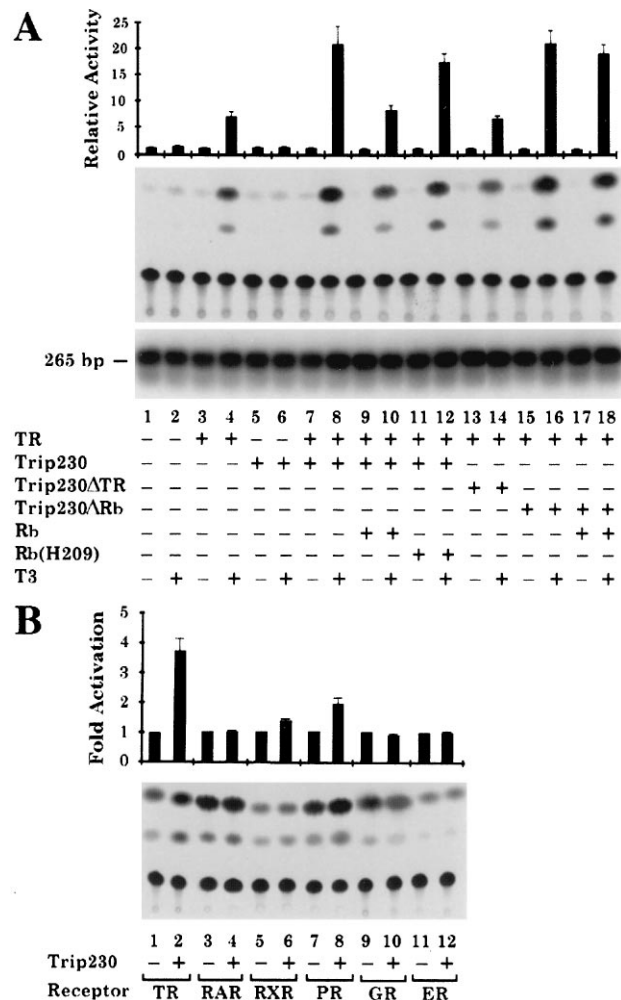 A
Relative Activity
25
20
15
10
5
0
265 bp –
1 2 3 4 5 6 7 8 9 10 11 12 13 14 15 16 17 18
TR – – + + – – + + + + + + + + + + + +
Trip230 – – – – + + + + + + + + – – – – – –
Trip230ΔTR – – – – – – – – – – – – + + – – – –
Trip230ΔRb – – – – – – – – – – – – – – + + + +
Rb – – – – – – – – + + – – – – – – + +
Rb(H209) – – – – – – – – – – + + – – – – – –
T3 – + – + – + – + – + – + – + – + – +
B
Fold Activation
5
4
3
2
1
0
1 2 3 4 5 6 7 8 9 10 11 12
Trip230 – + – + – + – + – + – +
Receptor TR RAR RXR PR GR ER